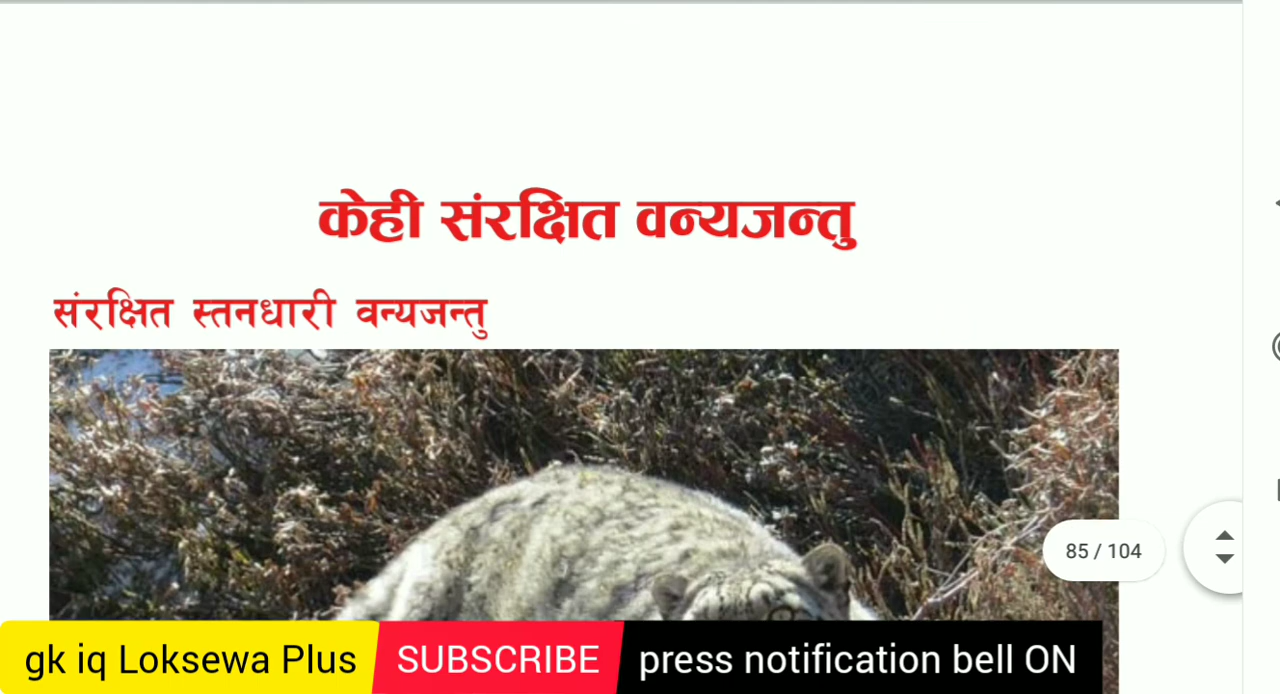 केही संरक्षित वन्यजन्तु
संरक्षित स्तनधारी वन्यजन्तु
85 / 104
gk iq Loksewa Plus SUBSCRIBE press notification bell ON